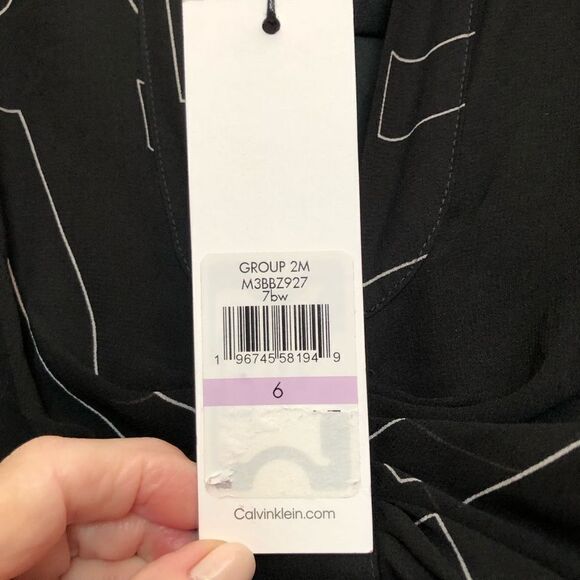 GROUP 2M
M3BBZ927
7bw
1 96745 58194 9
6
Calvinklein.com